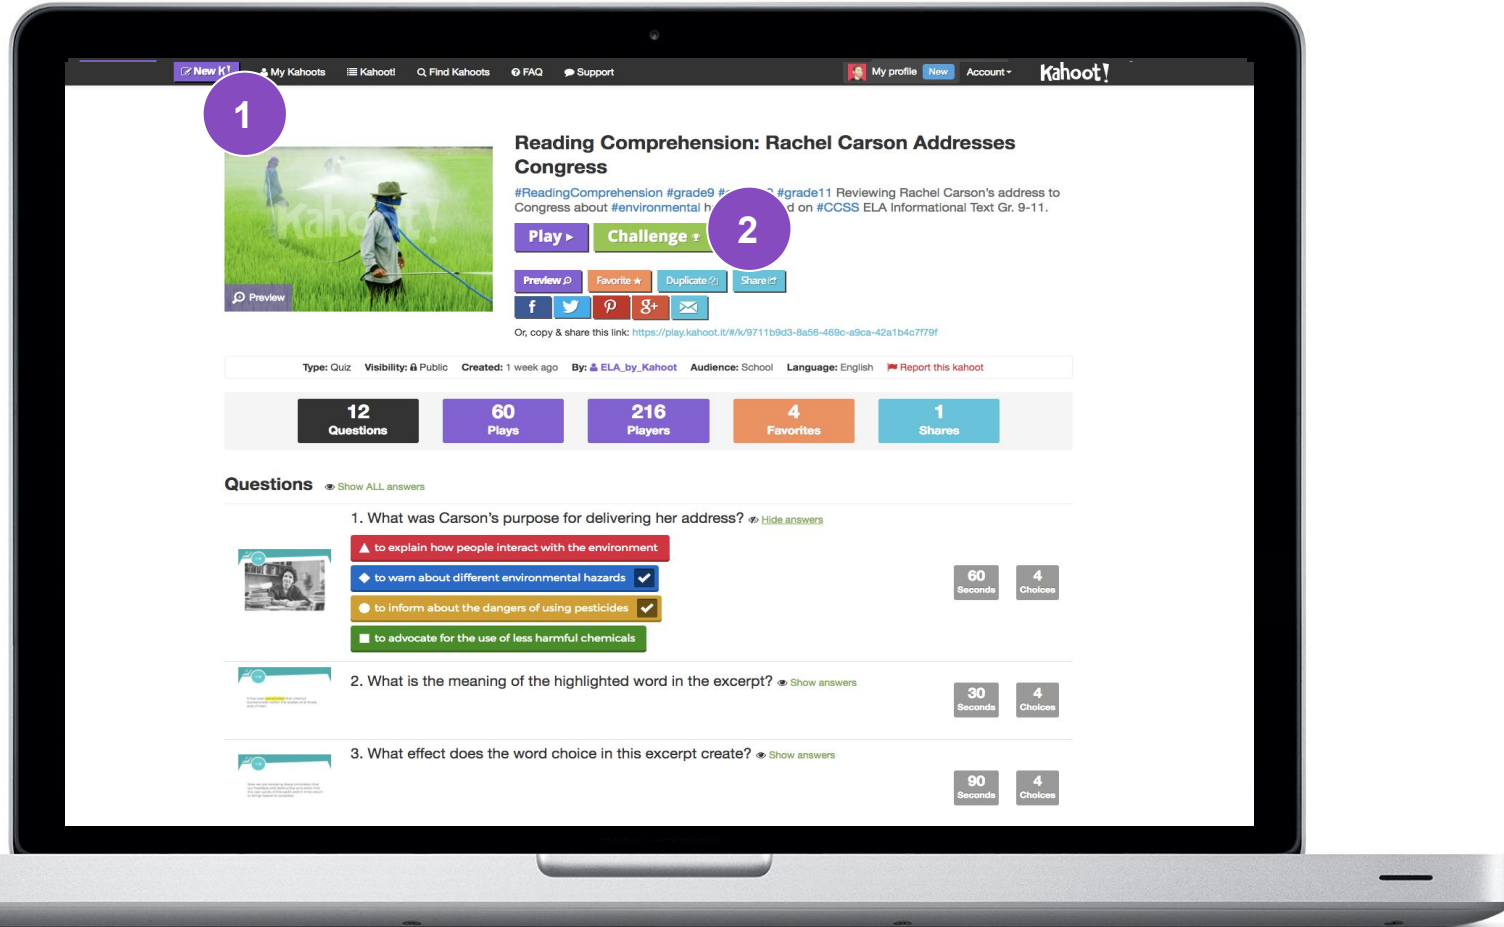 New K!
My Kahoots
Kahoot!
Find Kahoots
FAQ
Support
My profile
New
Account
Kahoot!
1
Reading Comprehension: Rachel Carson Addresses
Congress
#ReadingComprehension #grade9 #grade11 Reviewing Rachel Carson's address to
Congress about #environmental on #CCSS ELA Informational Text Gr. 9-11.
2
Play
Challenge
Kahoot!
Preview
Preview
Favorite
Duplicate
Share
f
g+
Or, copy & share this link: https://play.kahoot.it/#/k/9711b9d3-8a56-469c-a9ca-42a1b4c7f79f
Type: Quiz Visibility: Public Created: 1 week ago By: ELA_by_Kahoot Audience: School Language: English Report this kahoot
12
Questions
60
Plays
216
Players
4
Favorites
1
Shares
Questions Show ALL answers
1. What was Carson's purpose for delivering her address? Hide answers
to explain how people interact with the environment
to warn about different environmental hazards
to inform about the dangers of using pesticides
to advocate for the use of less harmful chemicals
60
Seconds
4
Choices
2. What is the meaning of the highlighted word in the excerpt? Show answers
30
Seconds
4
Choices
3. What effect does the word choice in this excerpt create? Show answers
90
Seconds
4
Choices